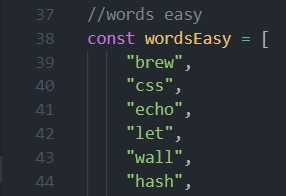 37 //words easy
38 const wordsEasy = [
39 "brew",
40 "css",
41 "echo",
42 "let",
43 "wall",
44 "hash",